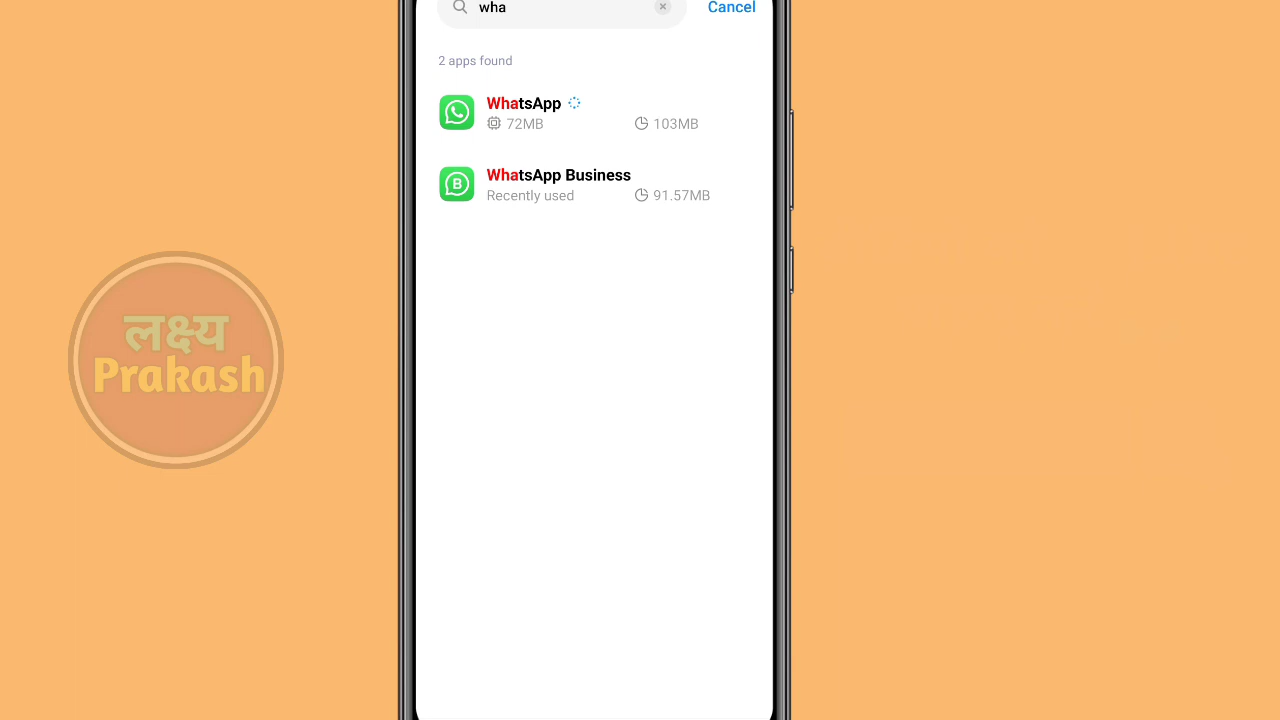 wha
Cancel
2 apps found
WhatsApp
72MB
103MB
WhatsApp Business
Recently used
91.57MB
लक्ष्य
Prakash